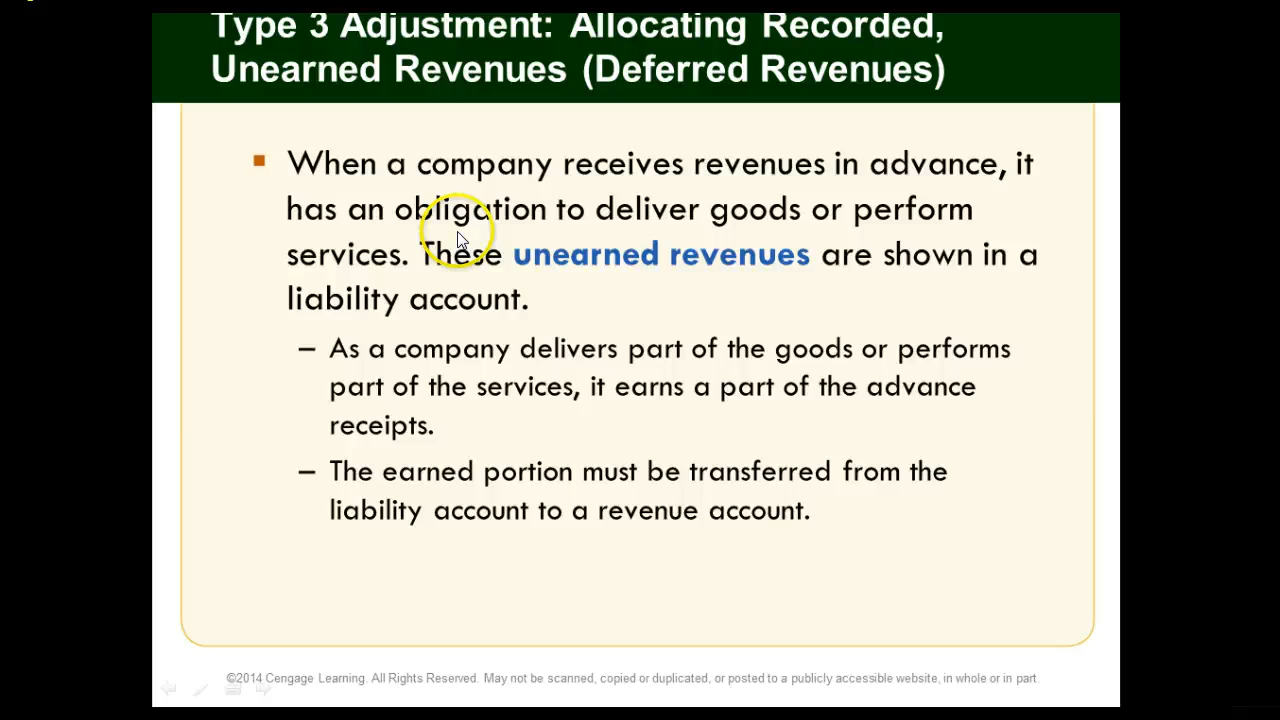 Type 3 Adjustment: Allocating Recorded,
Unearned Revenues (Deferred Revenues)
▪ When a company receives revenues in advance, it
has an obligation to deliver goods or perform
services. These unearned revenues are shown in a
liability account.
– As a company delivers part of the goods or performs
part of the services, it earns a part of the advance
receipts.
– The earned portion must be transferred from the
liability account to a revenue account.
©2014 Cengage Learning. All Rights Reserved. May not be scanned, copied or duplicated, or posted to a publicly accessible website, in whole or in part